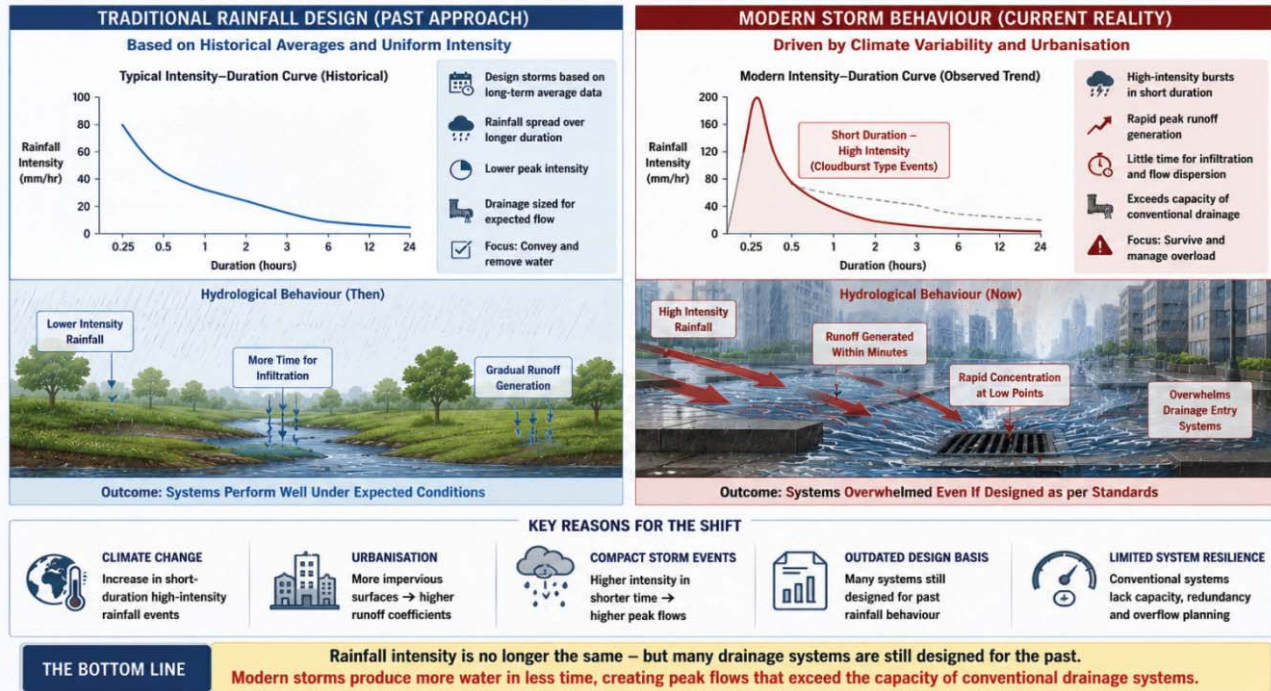 TRADITIONAL RAINFALL DESIGN (PAST APPROACH)
Based on Historical Averages and Uniform Intensity
Typical Intensity–Duration Curve (Historical)
Rainfall
Intensity
(mm/hr)
100
80
60
40
20
0
0.25 0.5 1 2 3 6 12 24
Duration (hours)
Design storms based on
long-term average data
Rainfall spread over
longer duration
Lower peak intensity
Drainage sized for
expected flow
Focus: Convey and
remove water
Hydrological Behaviour (Then)
Lower Intensity
Rainfall
More Time for
Infiltration
Gradual Runoff
Generation
Outcome: Systems Perform Well Under Expected Conditions
MODERN STORM BEHAVIOUR (CURRENT REALITY)
Driven by Climate Variability and Urbanisation
Modern Intensity–Duration Curve (Observed Trend)
Rainfall
Intensity
(mm/hr)
200
160
120
80
40
0
Short Duration –
High Intensity
(Cloudburst Type Events)
0.25 0.5 1 2 3 6 12 24
Duration (hours)
High-intensity bursts
in short duration
Rapid peak runoff
generation
Little time for infiltration
and flow dispersion
Exceeds capacity of
conventional drainage
Focus: Survive and
manage overload
Hydrological Behaviour (Now)
High Intensity
Rainfall
Runoff Generated
Within Minutes
Rapid Concentration
at Low Points
Overwhelms
Drainage Entry
Systems
Outcome: Systems Overwhelmed Even If Designed as per Standards
KEY REASONS FOR THE SHIFT
CLIMATE CHANGE
Increase in short-
duration high-intensity
rainfall events
URBANISATION
More impervious
surfaces → higher
runoff coefficients
COMPACT STORM EVENTS
Higher intensity in
shorter time →
higher peak flows
OUTDATED DESIGN BASIS
Many systems still
designed for past
rainfall behaviour
LIMITED SYSTEM RESILIENCE
Conventional systems
lack capacity, redundancy
and overflow planning
THE BOTTOM LINE
Rainfall intensity is no longer the same – but many drainage systems are still designed for the past.
Modern storms produce more water in less time, creating peak flows that exceed the capacity of conventional drainage systems.